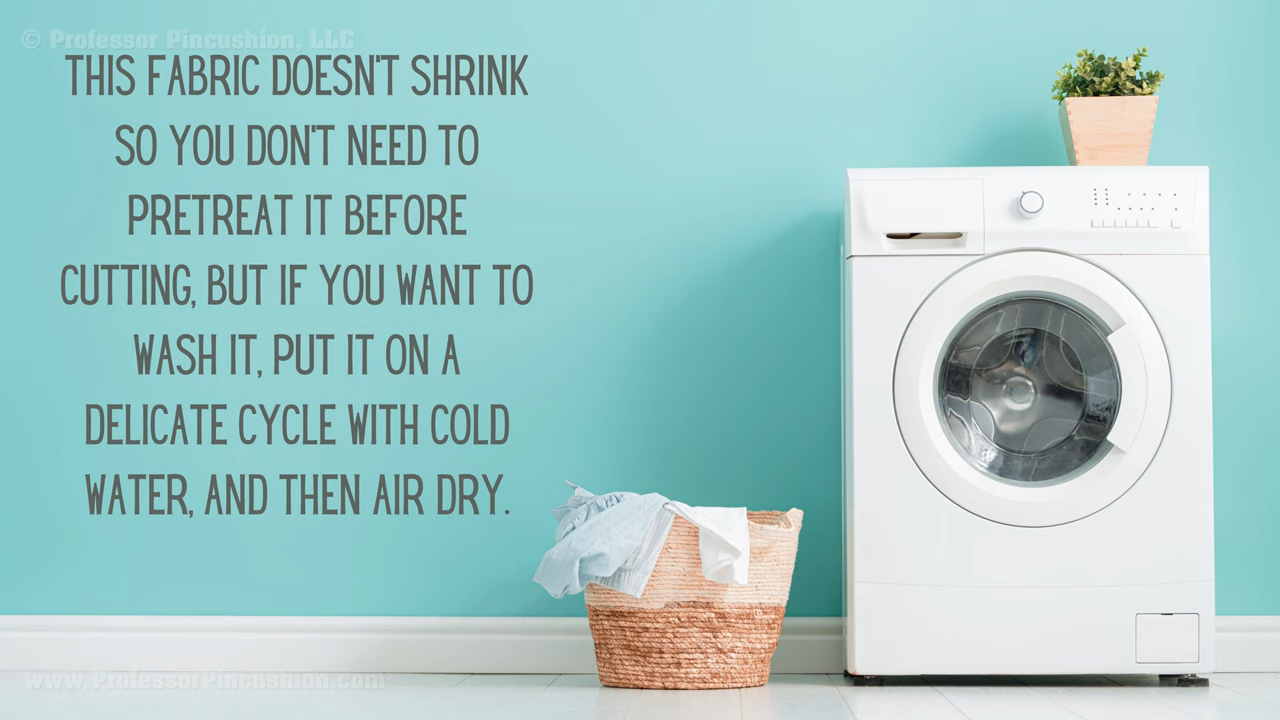 © Professor Pincushion, LLC
THIS FABRIC DOESN'T SHRINK
SO YOU DON'T NEED TO
PRETREAT IT BEFORE
CUTTING, BUT IF YOU WANT TO
WASH IT, PUT IT ON A
DELICATE CYCLE WITH COLD
WATER, AND THEN AIR DRY.
www.ProfessorPincushion.com